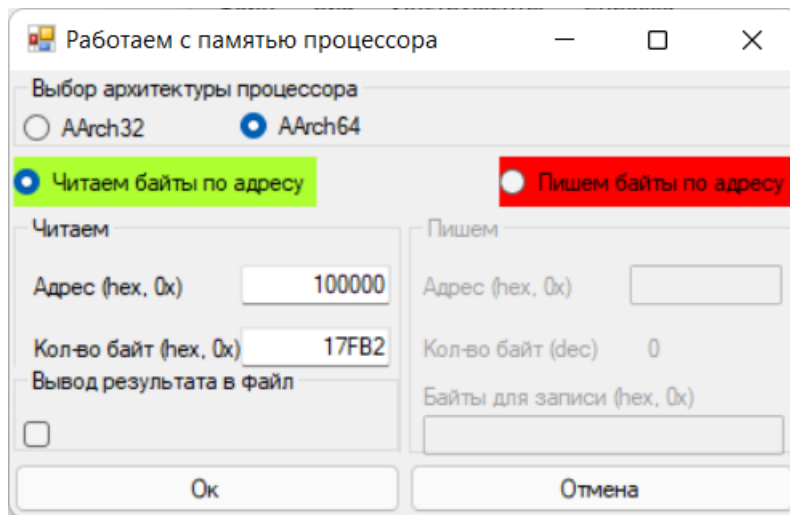 Работаем с памятью процессора
Выбор архитектуры процессора
AArch32 AArch64
Читаем байты по адресу
Пишем байты по адресу
Читаем
Адрес (hex, 0x) 100000
Кол-во байт (hex, 0x) 17FB2
Вывод результата в файл
Пишем
Адрес (hex, 0x)
Кол-во байт (dec) 0
Байты для записи (hex, 0x)
Ок
Отмена